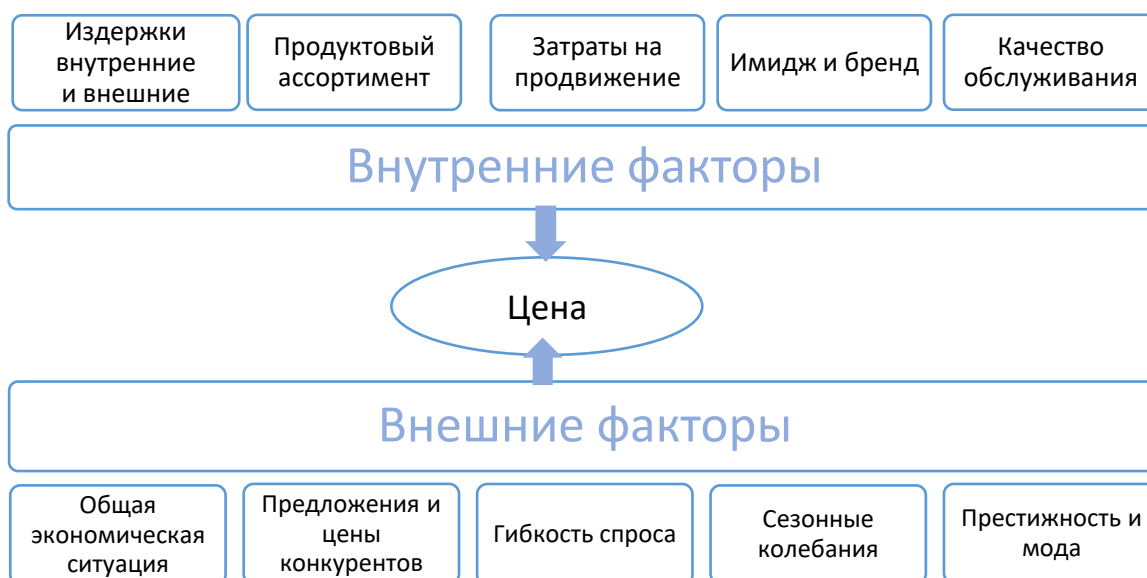 Издержки
внутренние
и внешние
Продуктовый
ассортимент
Затраты на
продвижение
Имидж и бренд
Качество
обслуживания
Внутренние факторы
Цена
Внешние факторы
Общая
экономическая
ситуация
Предложения и
цены
конкурентов
Гибкость спроса
Сезонные
колебания
Престижность и
мода